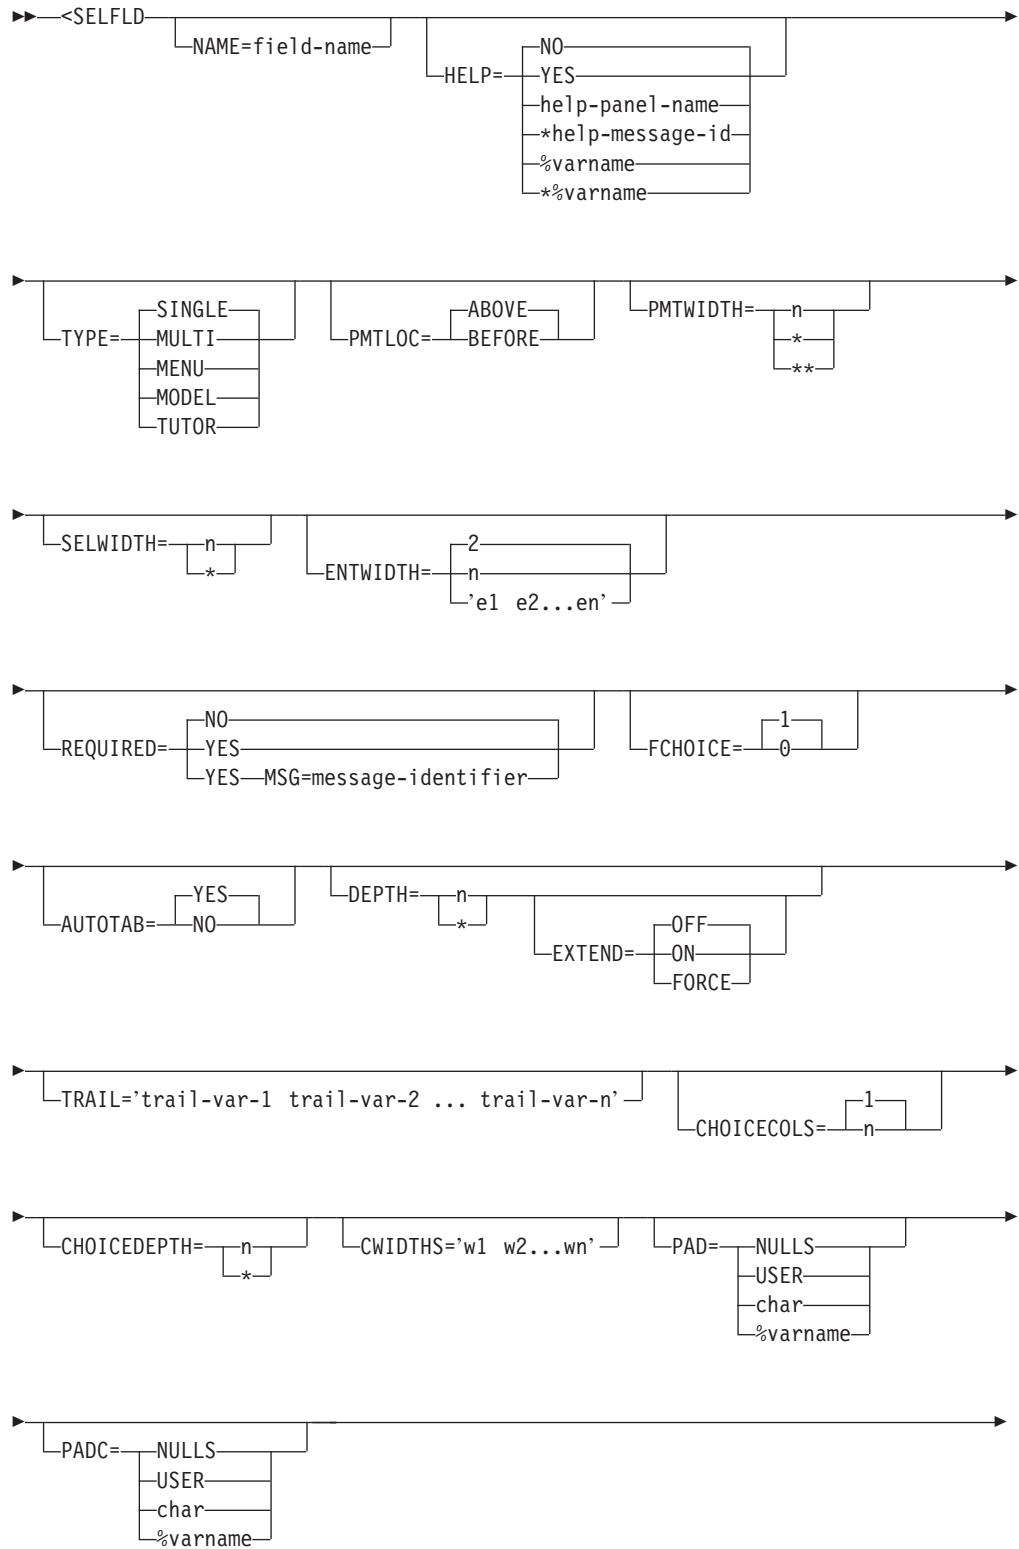 <SELFLD
NAME=field-name
HELP=
NO
YES
help-panel-name
*help-message-id
%varname
*%varname
TYPE=
SINGLE
MULTI
MENU
MODEL
TUTOR
PMTLOC=
ABOVE
BEFORE
PMTWIDTH=
n
*
**
SELWIDTH=
n
*
ENTWIDTH=
2
n
'e1 e2...en'
REQUIRED=
NO
YES
YES MSG=message-identifier
FCHOICE=
1
0
AUTOTAB=
YES
NO
DEPTH=
n
*
EXTEND=
OFF
ON
FORCE
TRAIL='trail-var-1 trail-var-2 ... trail-var-n'
CHOICECOLS=
1
n
CHOICEDEPTH=
n
*
CWIDTHS='w1 w2...wn'
PAD=
NULLS
USER
char
%varname
PADC=
NULLS
USER
char
%varname